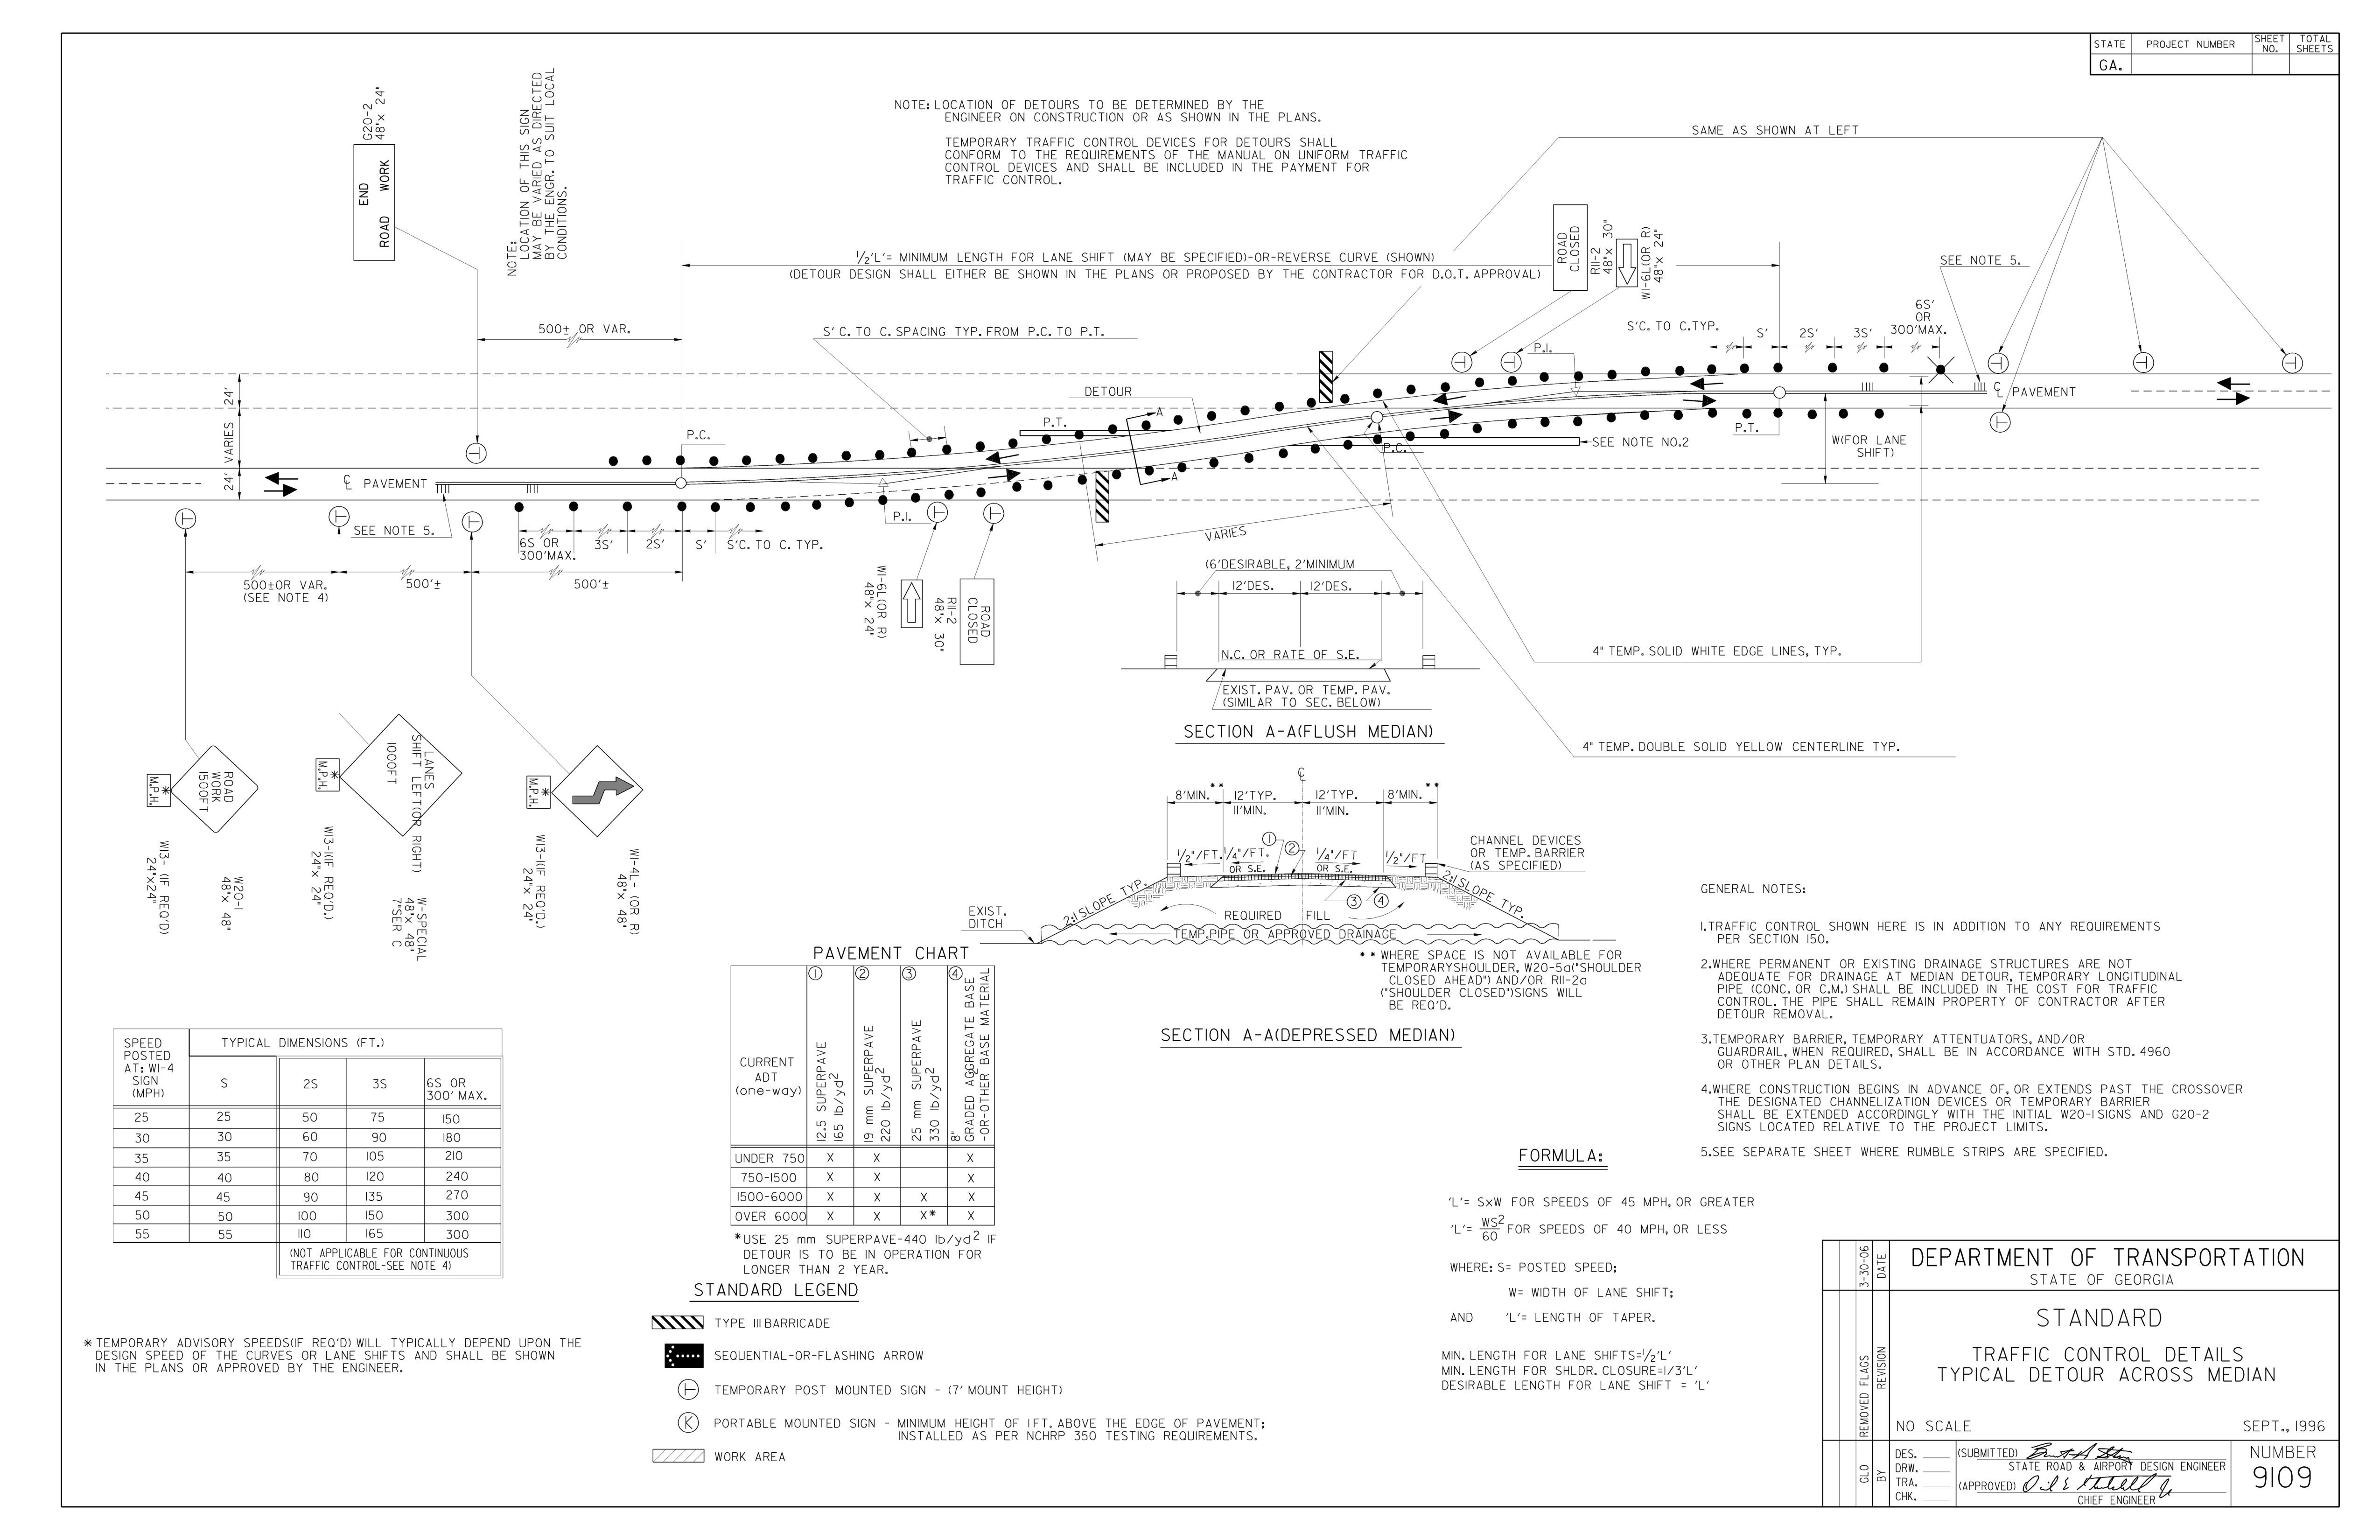 STATE
PROJECT NUMBER
SHEET
NO.
TOTAL
SHEETS
GA.
G20-2
48"x 24"
END
ROAD WORK
NOTE:
LOCATION OF THIS SIGN
MAY BE VARIED AS DIRECTED
BY THE ENGR. TO SUIT LOCAL
CONDITIONS.
NOTE: LOCATION OF DETOURS TO BE DETERMINED BY THE
ENGINEER ON CONSTRUCTION OR AS SHOWN IN THE PLANS.
TEMPORARY TRAFFIC CONTROL DEVICES FOR DETOURS SHALL
CONFORM TO THE REQUIREMENTS OF THE MANUAL ON UNIFORM TRAFFIC
CONTROL DEVICES AND SHALL BE INCLUDED IN THE PAYMENT FOR
TRAFFIC CONTROL.
SAME AS SHOWN AT LEFT
1/2'L'= MINIMUM LENGTH FOR LANE SHIFT (MAY BE SPECIFIED)-OR-REVERSE CURVE (SHOWN)
(DETOUR DESIGN SHALL EITHER BE SHOWN IN THE PLANS OR PROPOSED BY THE CONTRACTOR FOR D.O.T. APPROVAL)
ROAD
CLOSED
R11-2
48"x 30"
W1-6L(OR R)
48"x 24"
SEE NOTE 5.
500± OR VAR.
S' C. TO C. SPACING TYP. FROM P.C. TO P.T.
S'C. TO C.TYP.
S'
2S'
3S'
6S'
OR
300'MAX.
P.I.
DETOUR
A
P.T.
P.C.
24'
VARIES
24'
℄ PAVEMENT
℄ PAVEMENT
SEE NOTE NO.2
P.C.
P.T.
W(FOR LANE
SHIFT)
A
P.I.
SEE NOTE 5.
6S OR
300'MAX.
3S'
2S'
S'
S'C. TO C. TYP.
VARIES
500±OR VAR.
(SEE NOTE 4)
500'±
500'±
W1-6L(OR R)
48"x 24"
R11-2
48"x 30"
ROAD
CLOSED
(6'DESIRABLE, 2'MINIMUM
12'DES.
12'DES.
N.C. OR RATE OF S.E.
EXIST. PAV. OR TEMP. PAV.
(SIMILAR TO SEC. BELOW)
SECTION A-A(FLUSH MEDIAN)
4" TEMP. SOLID WHITE EDGE LINES, TYP.
4" TEMP. DOUBLE SOLID YELLOW CENTERLINE TYP.
ROAD
WORK
1500FT
*
M.P.H.
W13- (IF REQ'D)
24"x24"
W20-1
48"x 48"
LANES
SHIFT LEFT(OR RIGHT)
1000FT
*
M.P.H.
W13-1(IF REQ'D.)
24"x 24"
W-SPECIAL
48"x 48"
7"SER C
*
M.P.H.
W13-1(IF REQ'D.)
24"x 24"
W1-4L- (OR R)
48"x 48"
℄
**
8'MIN.
12'TYP.
11'MIN.
12'TYP.
11'MIN.
8'MIN.
**
1
2
1/2"/FT.
1/4"/FT.
OR S.E.
1/4"/FT
OR S.E.
1/2"/FT
CHANNEL DEVICES
OR TEMP. BARRIER
(AS SPECIFIED)
2:1 SLOPE TYP.
2:1 SLOPE TYP.
3
4
EXIST.
DITCH
REQUIRED FILL
TEMP.PIPE OR APPROVED DRAINAGE
** WHERE SPACE IS NOT AVAILABLE FOR
TEMPORARYSHOULDER, W20-5a("SHOULDER
CLOSED AHEAD") AND/OR R11-2a
("SHOULDER CLOSED")SIGNS WILL
BE REQ'D.
SECTION A-A(DEPRESSED MEDIAN)
PAVEMENT CHART
CURRENT
ADT
(one-way)
1
12.5 SUPERPAVE
165 lb/yd2
2
19 mm SUPERPAVE
220 lb/yd2
3
25 mm SUPERPAVE
330 lb/yd2
4
8"
GRADED AGGREGATE BASE
-OR-OTHER BASE MATERIAL
UNDER 750 X X X
750-1500 X X X
1500-6000 X X X X
OVER 6000 X X X* X
*USE 25 mm SUPERPAVE-440 lb/yd2 IF
DETOUR IS TO BE IN OPERATION FOR
LONGER THAN 2 YEAR.
SPEED
POSTED
AT: W1-4
SIGN
(MPH)
TYPICAL DIMENSIONS (FT.)
S
2S
3S
6S OR
300' MAX.
25 25 50 75 150
30 30 60 90 180
35 35 70 105 210
40 40 80 120 240
45 45 90 135 270
50 50 100 150 300
55 55 110 165 300
(NOT APPLICABLE FOR CONTINUOUS
TRAFFIC CONTROL-SEE NOTE 4)
* TEMPORARY ADVISORY SPEEDS(IF REQ'D) WILL TYPICALLY DEPEND UPON THE
DESIGN SPEED OF THE CURVES OR LANE SHIFTS AND SHALL BE SHOWN
IN THE PLANS OR APPROVED BY THE ENGINEER.
STANDARD LEGEND
TYPE III BARRICADE
SEQUENTIAL-OR-FLASHING ARROW
TEMPORARY POST MOUNTED SIGN - (7' MOUNT HEIGHT)
K PORTABLE MOUNTED SIGN - MINIMUM HEIGHT OF 1 FT. ABOVE THE EDGE OF PAVEMENT;
INSTALLED AS PER NCHRP 350 TESTING REQUIREMENTS.
WORK AREA
GENERAL NOTES:
1.TRAFFIC CONTROL SHOWN HERE IS IN ADDITION TO ANY REQUIREMENTS
PER SECTION 150.
2.WHERE PERMANENT OR EXISTING DRAINAGE STRUCTURES ARE NOT
ADEQUATE FOR DRAINAGE AT MEDIAN DETOUR, TEMPORARY LONGITUDINAL
PIPE (CONC. OR C.M.) SHALL BE INCLUDED IN THE COST FOR TRAFFIC
CONTROL. THE PIPE SHALL REMAIN PROPERTY OF CONTRACTOR AFTER
DETOUR REMOVAL.
3.TEMPORARY BARRIER, TEMPORARY ATTENTUATORS, AND/OR
GUARDRAIL, WHEN REQUIRED, SHALL BE IN ACCORDANCE WITH STD. 4960
OR OTHER PLAN DETAILS.
4.WHERE CONSTRUCTION BEGINS IN ADVANCE OF, OR EXTENDS PAST THE CROSSOVER
THE DESIGNATED CHANNELIZATION DEVICES OR TEMPORARY BARRIER
SHALL BE EXTENDED ACCORDINGLY WITH THE INITIAL W20-1 SIGNS AND G20-2
SIGNS LOCATED RELATIVE TO THE PROJECT LIMITS.
5.SEE SEPARATE SHEET WHERE RUMBLE STRIPS ARE SPECIFIED.
FORMULA:
'L'= SxW FOR SPEEDS OF 45 MPH, OR GREATER
'L'= WS2/60 FOR SPEEDS OF 40 MPH, OR LESS
WHERE: S= POSTED SPEED;
W= WIDTH OF LANE SHIFT;
AND 'L'= LENGTH OF TAPER.
MIN. LENGTH FOR LANE SHIFTS=1/2'L'
MIN. LENGTH FOR SHLDR. CLOSURE=1/3'L'
DESIRABLE LENGTH FOR LANE SHIFT = 'L'
3-30-06
DATE
REMOVED FLAGS
REVISION
GLO
BY
DEPARTMENT OF TRANSPORTATION
STATE OF GEORGIA
STANDARD
TRAFFIC CONTROL DETAILS
TYPICAL DETOUR ACROSS MEDIAN
NO SCALE
SEPT., 1996
DES.
DRW.
TRA.
CHK.
(SUBMITTED)
STATE ROAD & AIRPORT DESIGN ENGINEER
(APPROVED)
CHIEF ENGINEER
NUMBER
9109